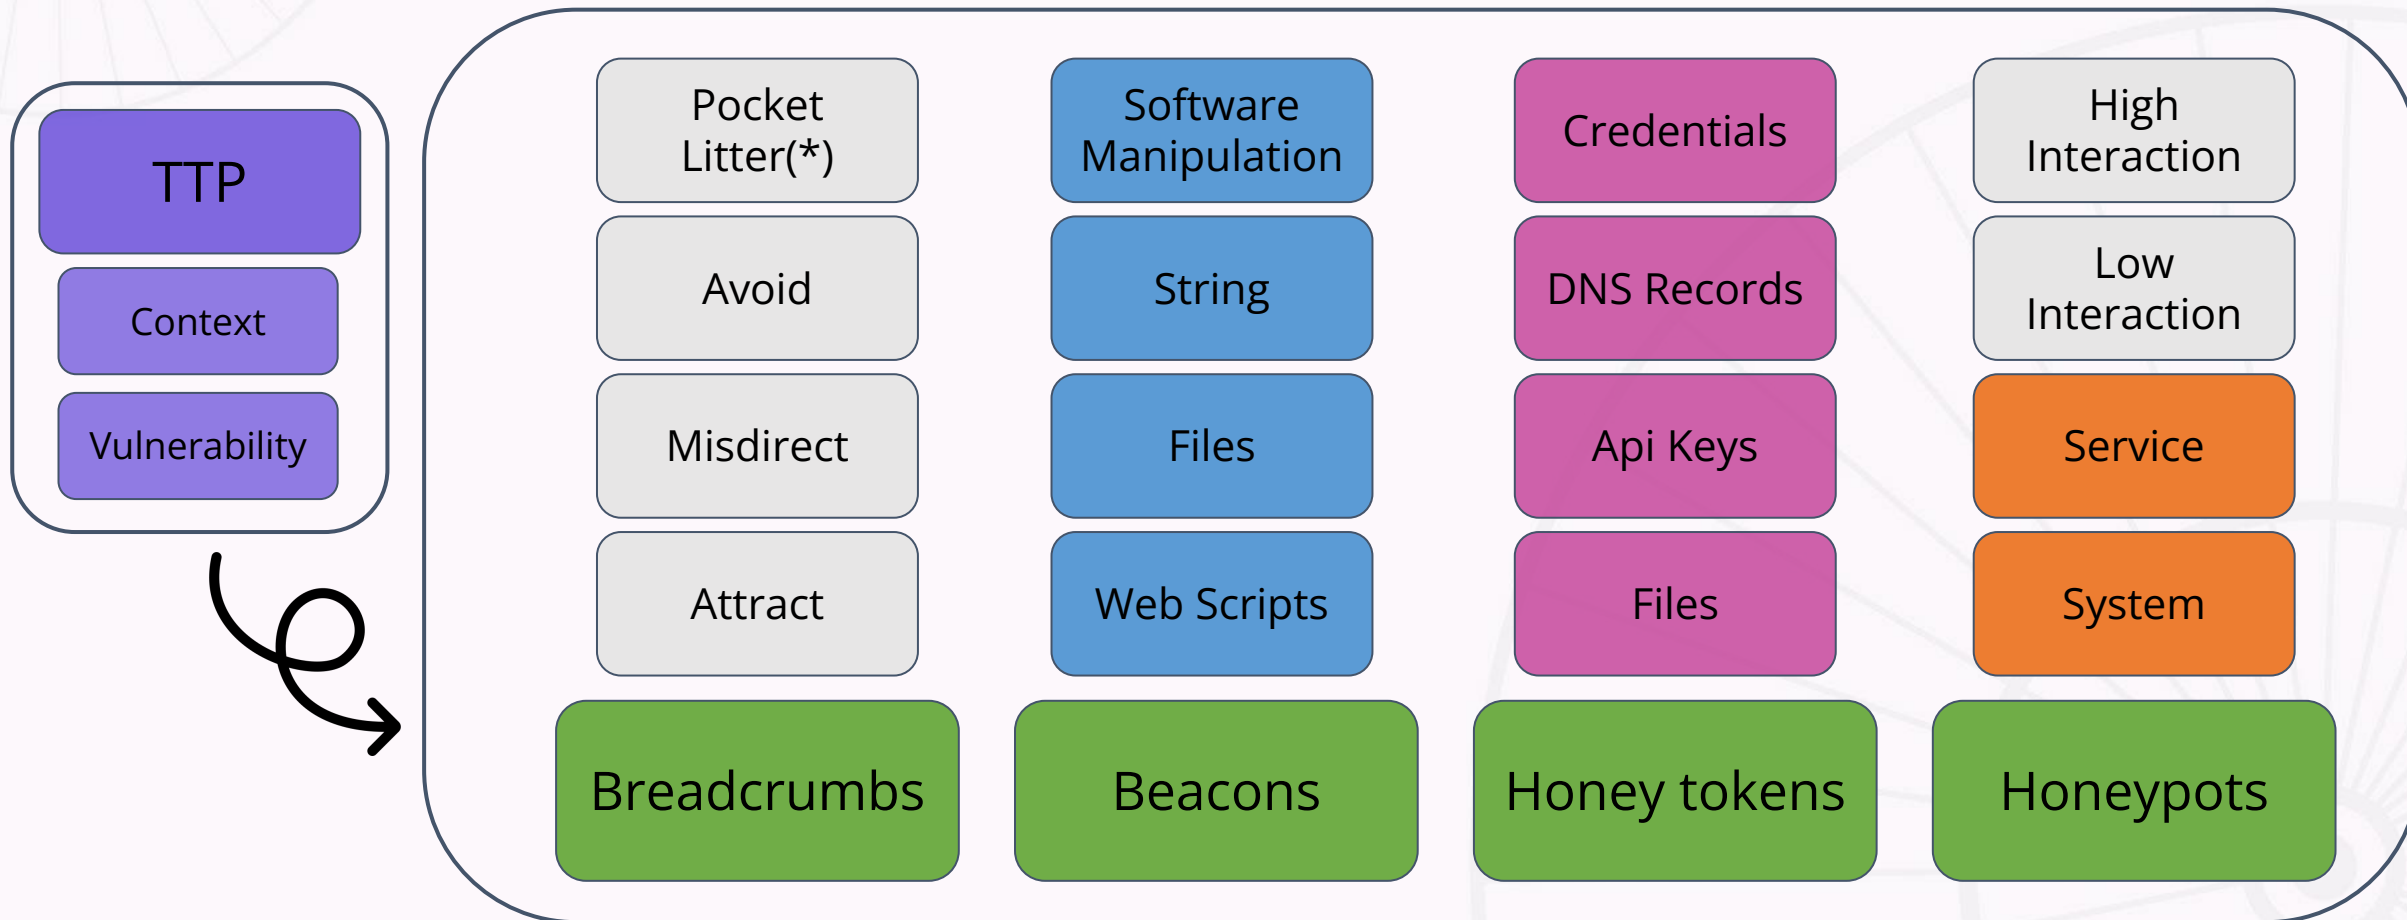 TTP
Context
Vulnerability
Pocket
Litter(*)
Avoid
Misdirect
Attract
Breadcrumbs
Software
Manipulation
String
Files
Web Scripts
Beacons
Credentials
DNS Records
Api Keys
Files
Honey tokens
High
Interaction
Low
Interaction
Service
System
Honeypots